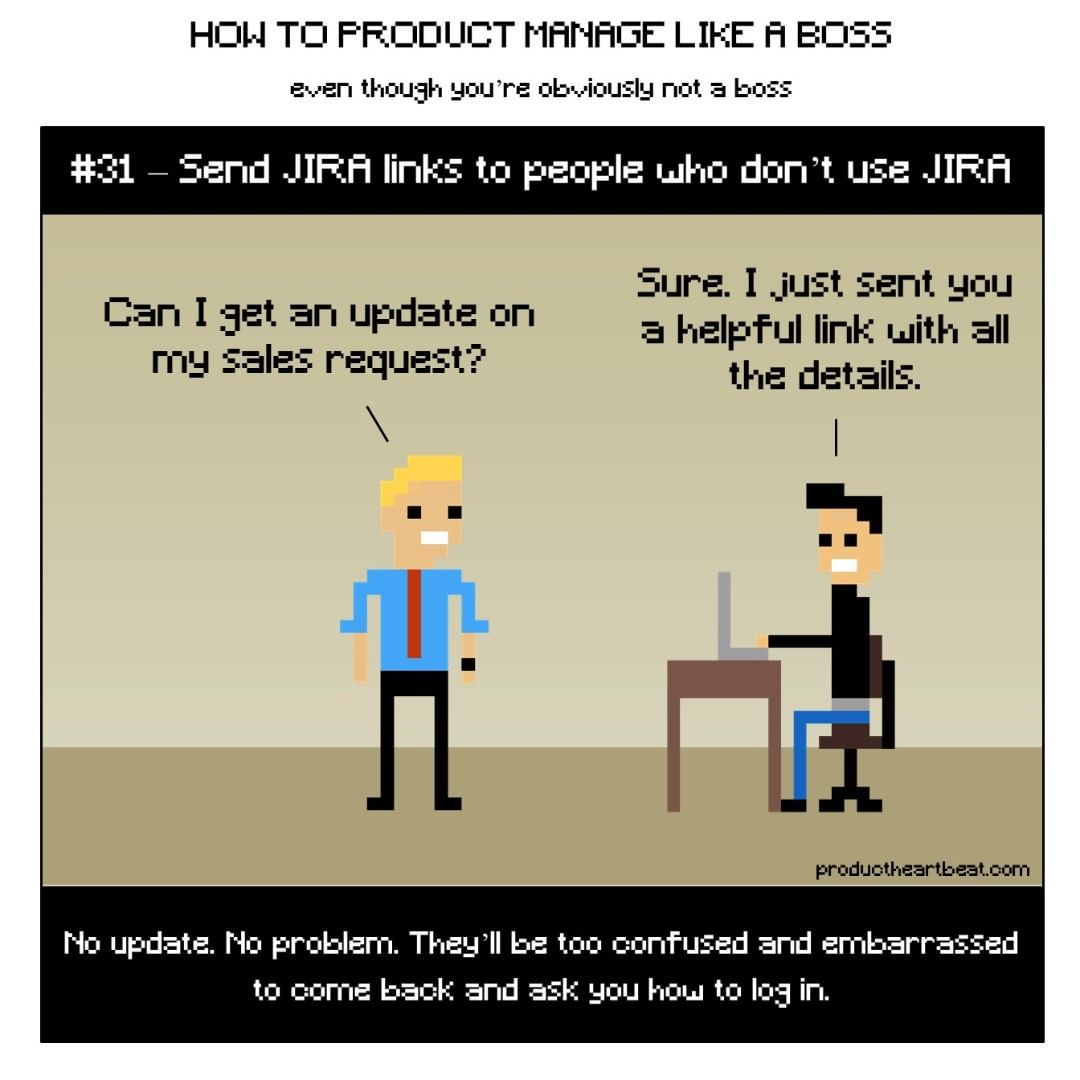 HOW TO PRODUCT MANAGE LIKE A BOSS
even though you're obviously not a boss
#31 – Send JIRA links to people who don't use JIRA
Can I get an update on
my sales request?
Sure. I just sent you
a helpful link with all
the details.
productheartbeat.com
No update. No problem. They'll be too confused and embarrassed
to come back and ask you how to log in.